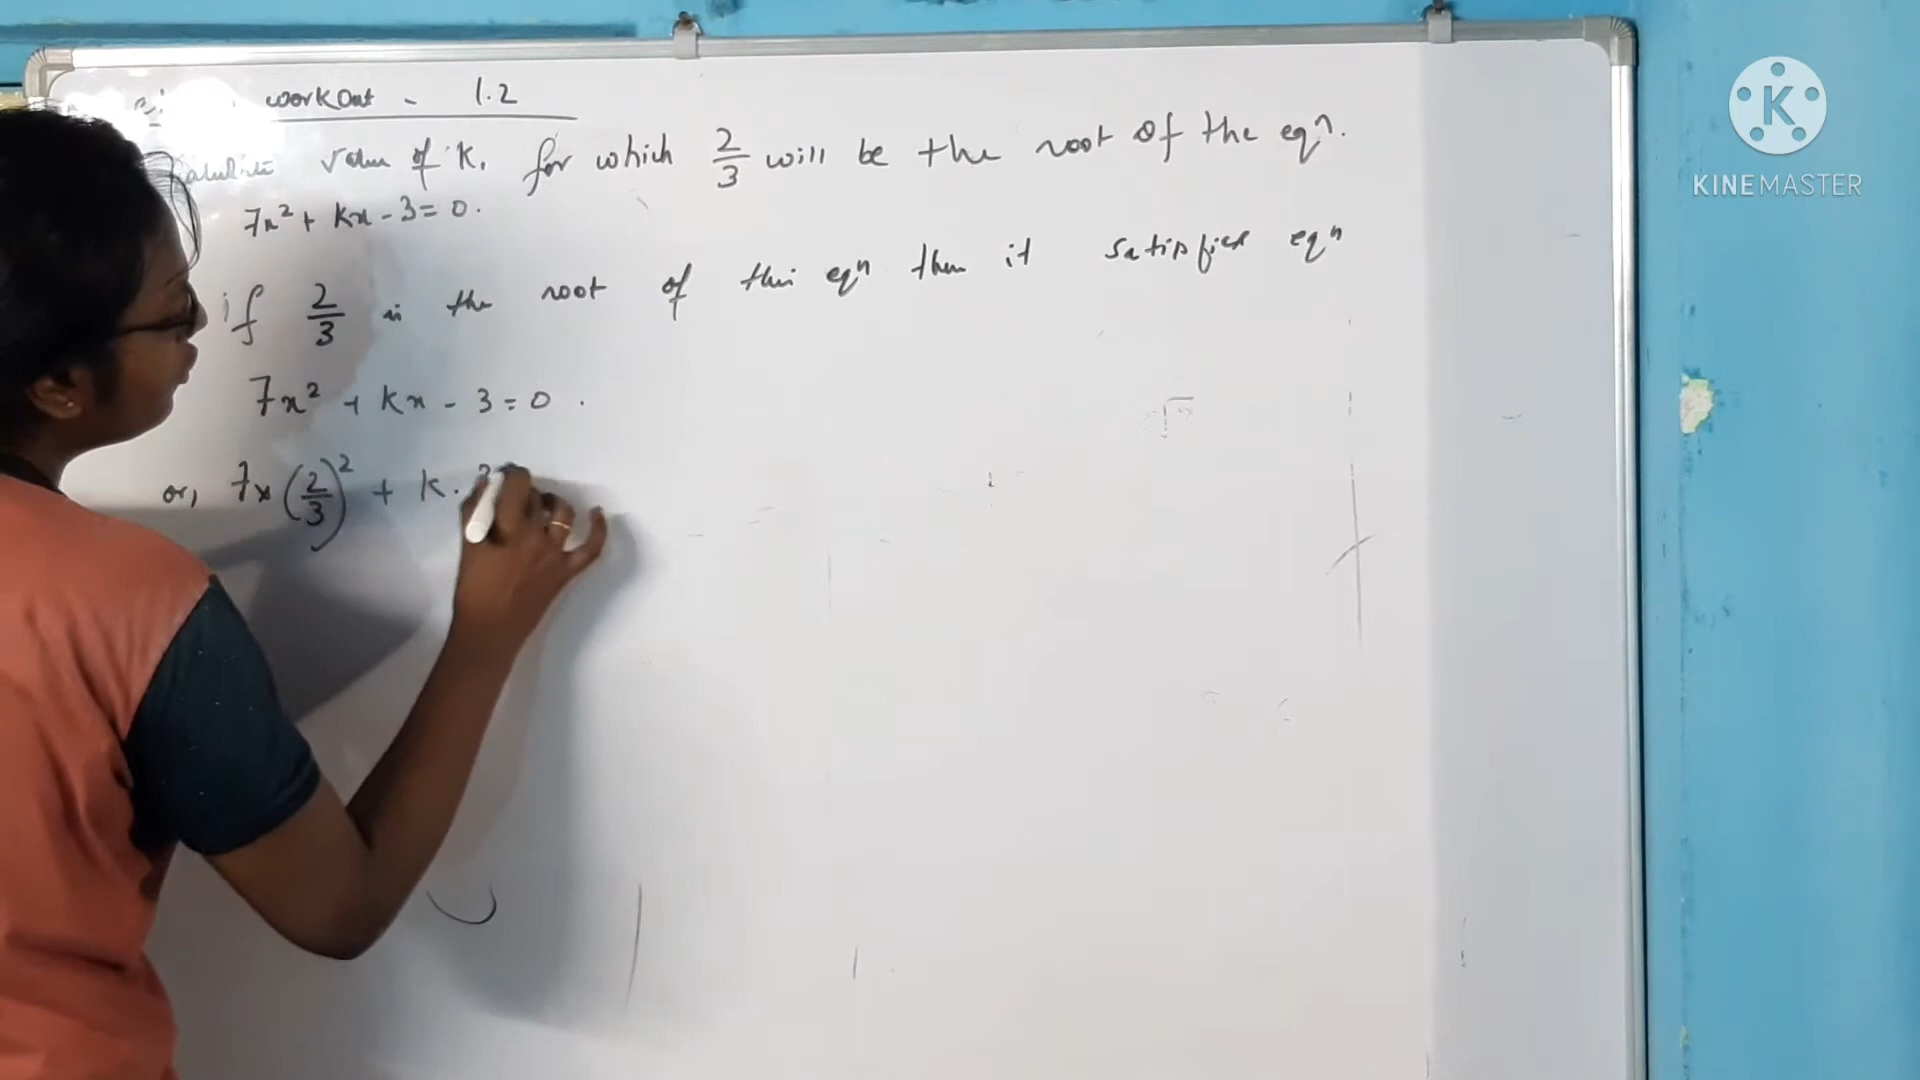 workout - 1.2
value of K, for which 2/3 will be the root of the eqn.
7x² + kx - 3 = 0.
if 2/3 is the root of this eqn then it satisfies eqn
7x² + kx - 3 = 0 .
or, 7× (2/3)² + k.
K
KINEMASTER